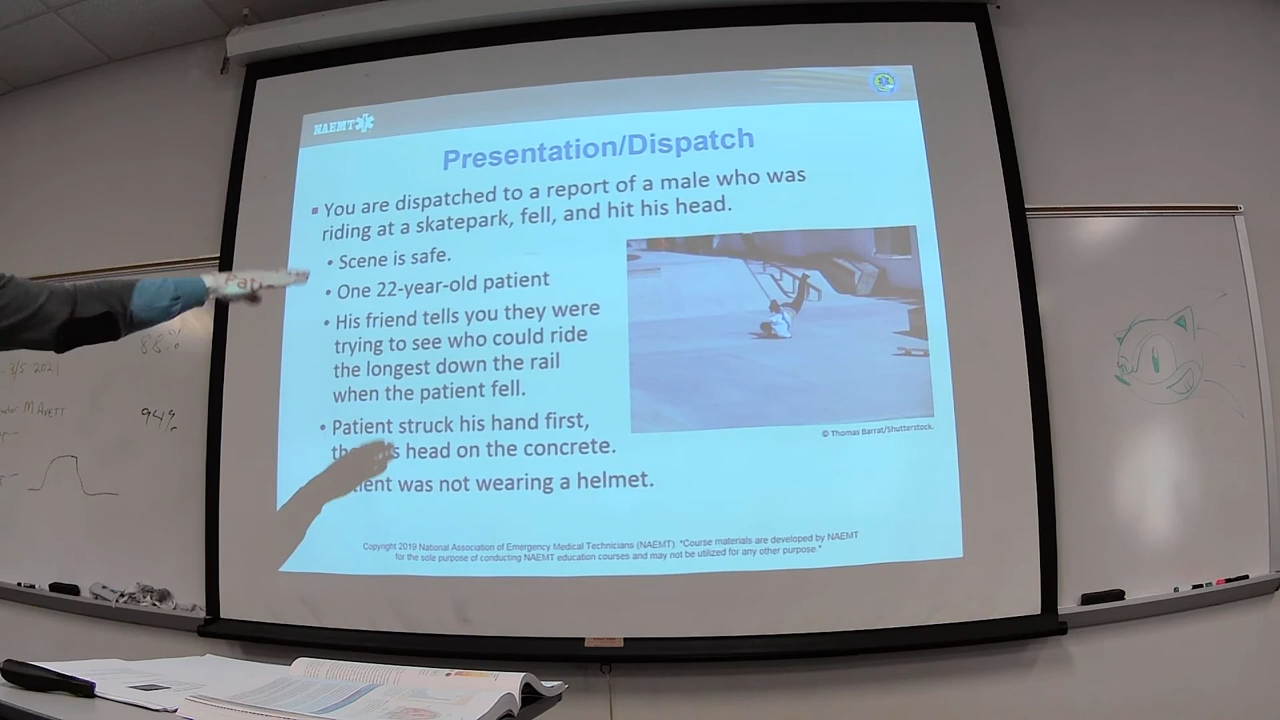 NAEMT
Presentation/Dispatch
▪ You are dispatched to a report of a male who was
riding at a skatepark, fell, and hit his head.
• Scene is safe.
• One 22-year-old patient
• His friend tells you they were
trying to see who could ride
the longest down the rail
when the patient fell.
• Patient struck his hand first,
head on the concrete.
was not wearing a helmet.
© Thomas Barrat/Shutterstock.
Copyright 2019 National Association of Emergency Medical Technicians (NAEMT) "Course materials are developed by NAEMT
for the sole purpose of conducting NAEMT education courses and may not be utilized for any other purpose."
88%
3/5 2021
M AVETT
94%